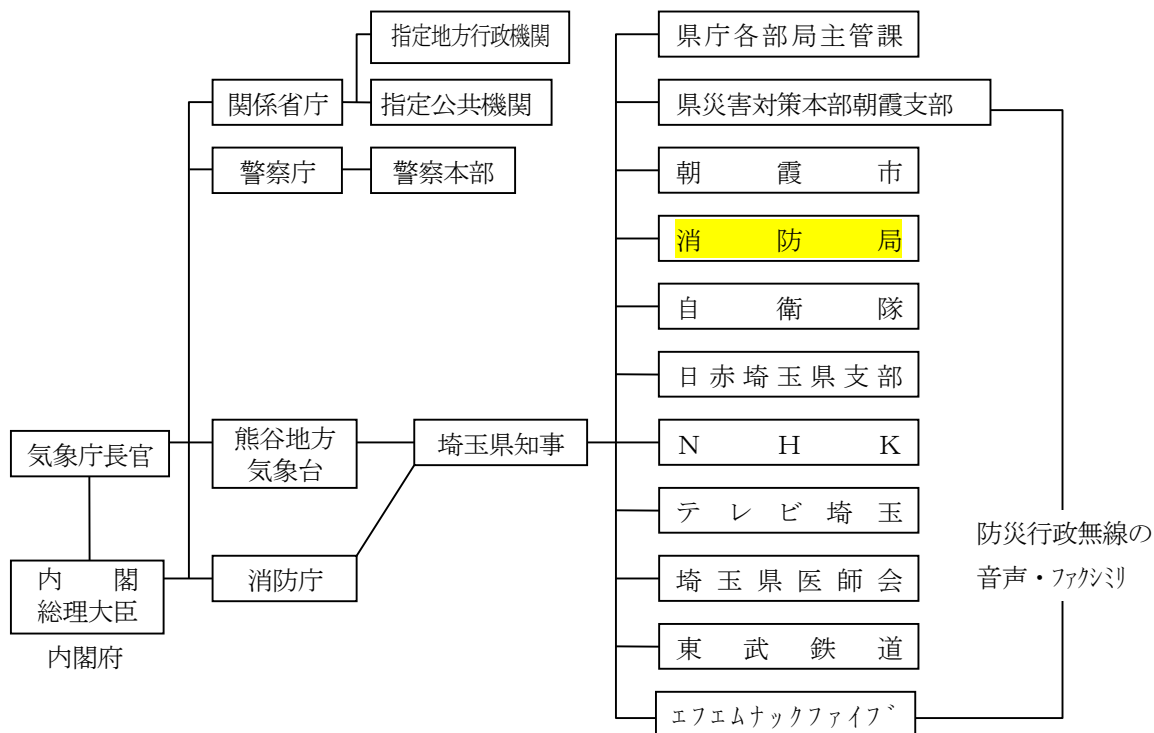 指定地方行政機関
関係省庁
指定公共機関
警察庁
警察本部
気象庁長官
熊谷地方
気象台
埼玉県知事
内　　閣
総理大臣
内閣府
消防庁
県庁各部局主管課
県災害対策本部朝霞支部
朝　　霞　　市
消　　防　　局
自　　衛　　隊
日赤埼玉県支部
Ｎ　　Ｈ　　Ｋ
テレビ埼玉
埼玉県医師会
東　武　鉄　道
エフエムナックファイブﾞ
防災行政無線の
音声・ファクシミリ